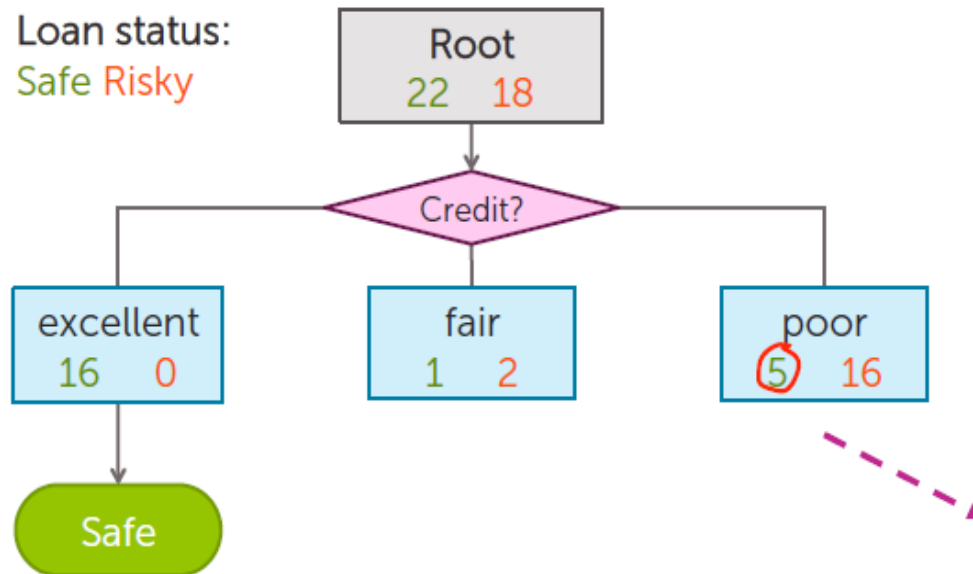 Loan status:
Safe Risky
Root
22 18
Credit?
excellent
16 0
fair
1 2
poor
5 16
Safe